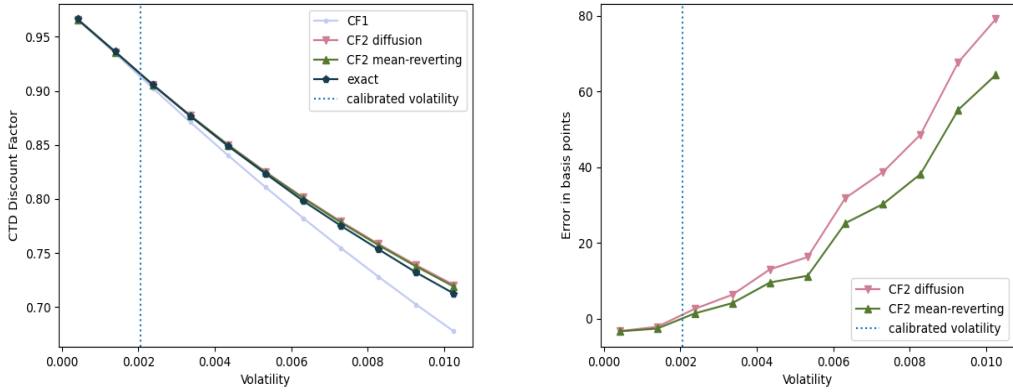 CTD Discount Factor
0.95
0.90
0.85
0.80
0.75
0.70
0.000
0.002
0.004
0.006
0.008
0.010
Volatility
CF1
CF2 diffusion
CF2 mean-reverting
exact
calibrated volatility
Error in basis points
80
60
40
20
0
0.000
0.002
0.004
0.006
0.008
0.010
Volatility
CF2 diffusion
CF2 mean-reverting
calibrated volatility